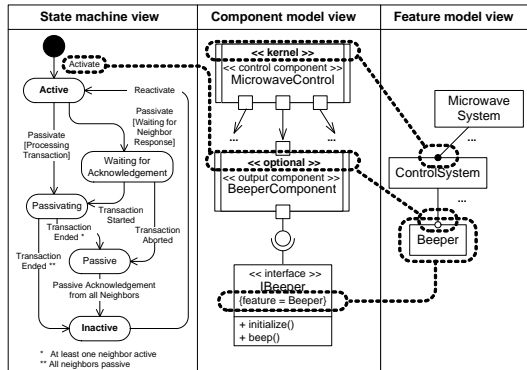 State machine view
Component model view
Feature model view
Activate
Active
Reactivate
Passivate
[Processing
Transaction]
Passivate
[Waiting for
Neighbor
Response]
Waiting for
Acknowledgement
Passivating
Transaction
Started
Transaction
Ended *
Transaction
Aborted
Transaction
Ended **
Passive
Passive Acknowledgement
from all Neighbors
Inactive
* At least one neighbor active
** All neighbors passive
<< kernel >>
<< control component >>
MicrowaveControl
...
...
<< optional >>
<< output component >>
BeeperComponent
<< interface >>
IBeeper
{feature = Beeper}
+ initialize()
+ beep()
Microwave
System
...
ControlSystem
...
Beeper